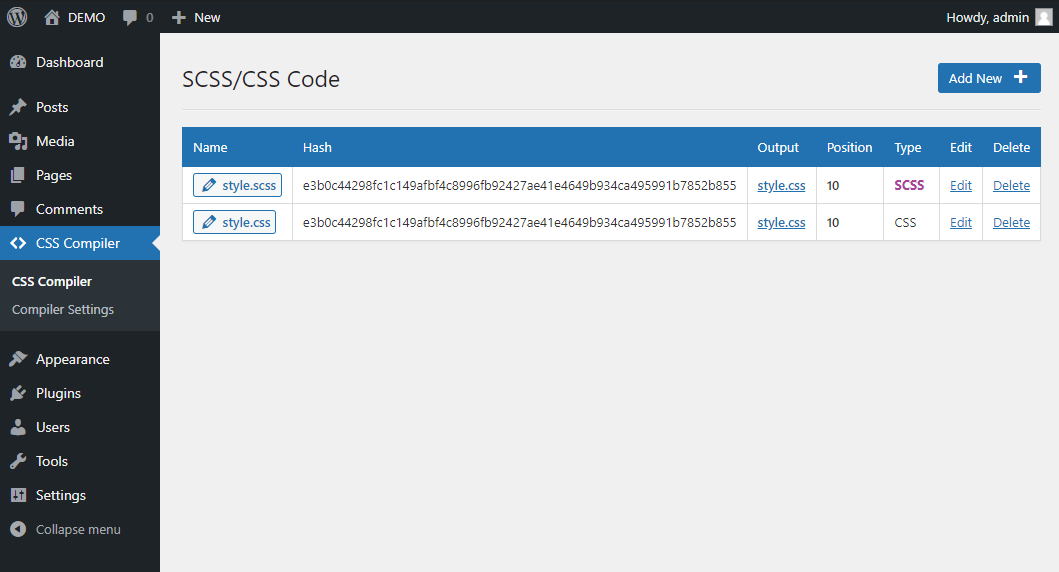 DEMO 0 New Howdy, admin
Dashboard
Posts
Media
Pages
Comments
CSS Compiler
CSS Compiler
Compiler Settings
Appearance
Plugins
Users
Tools
Settings
Collapse menu
SCSS/CSS Code Add New
Name Hash Output Position Type Edit Delete
style.scss e3b0c44298fc1c149afbf4c8996fb92427ae41e4649b934ca495991b7852b855 style.css 10 SCSS Edit Delete
style.css e3b0c44298fc1c149afbf4c8996fb92427ae41e4649b934ca495991b7852b855 style.css 10 CSS Edit Delete